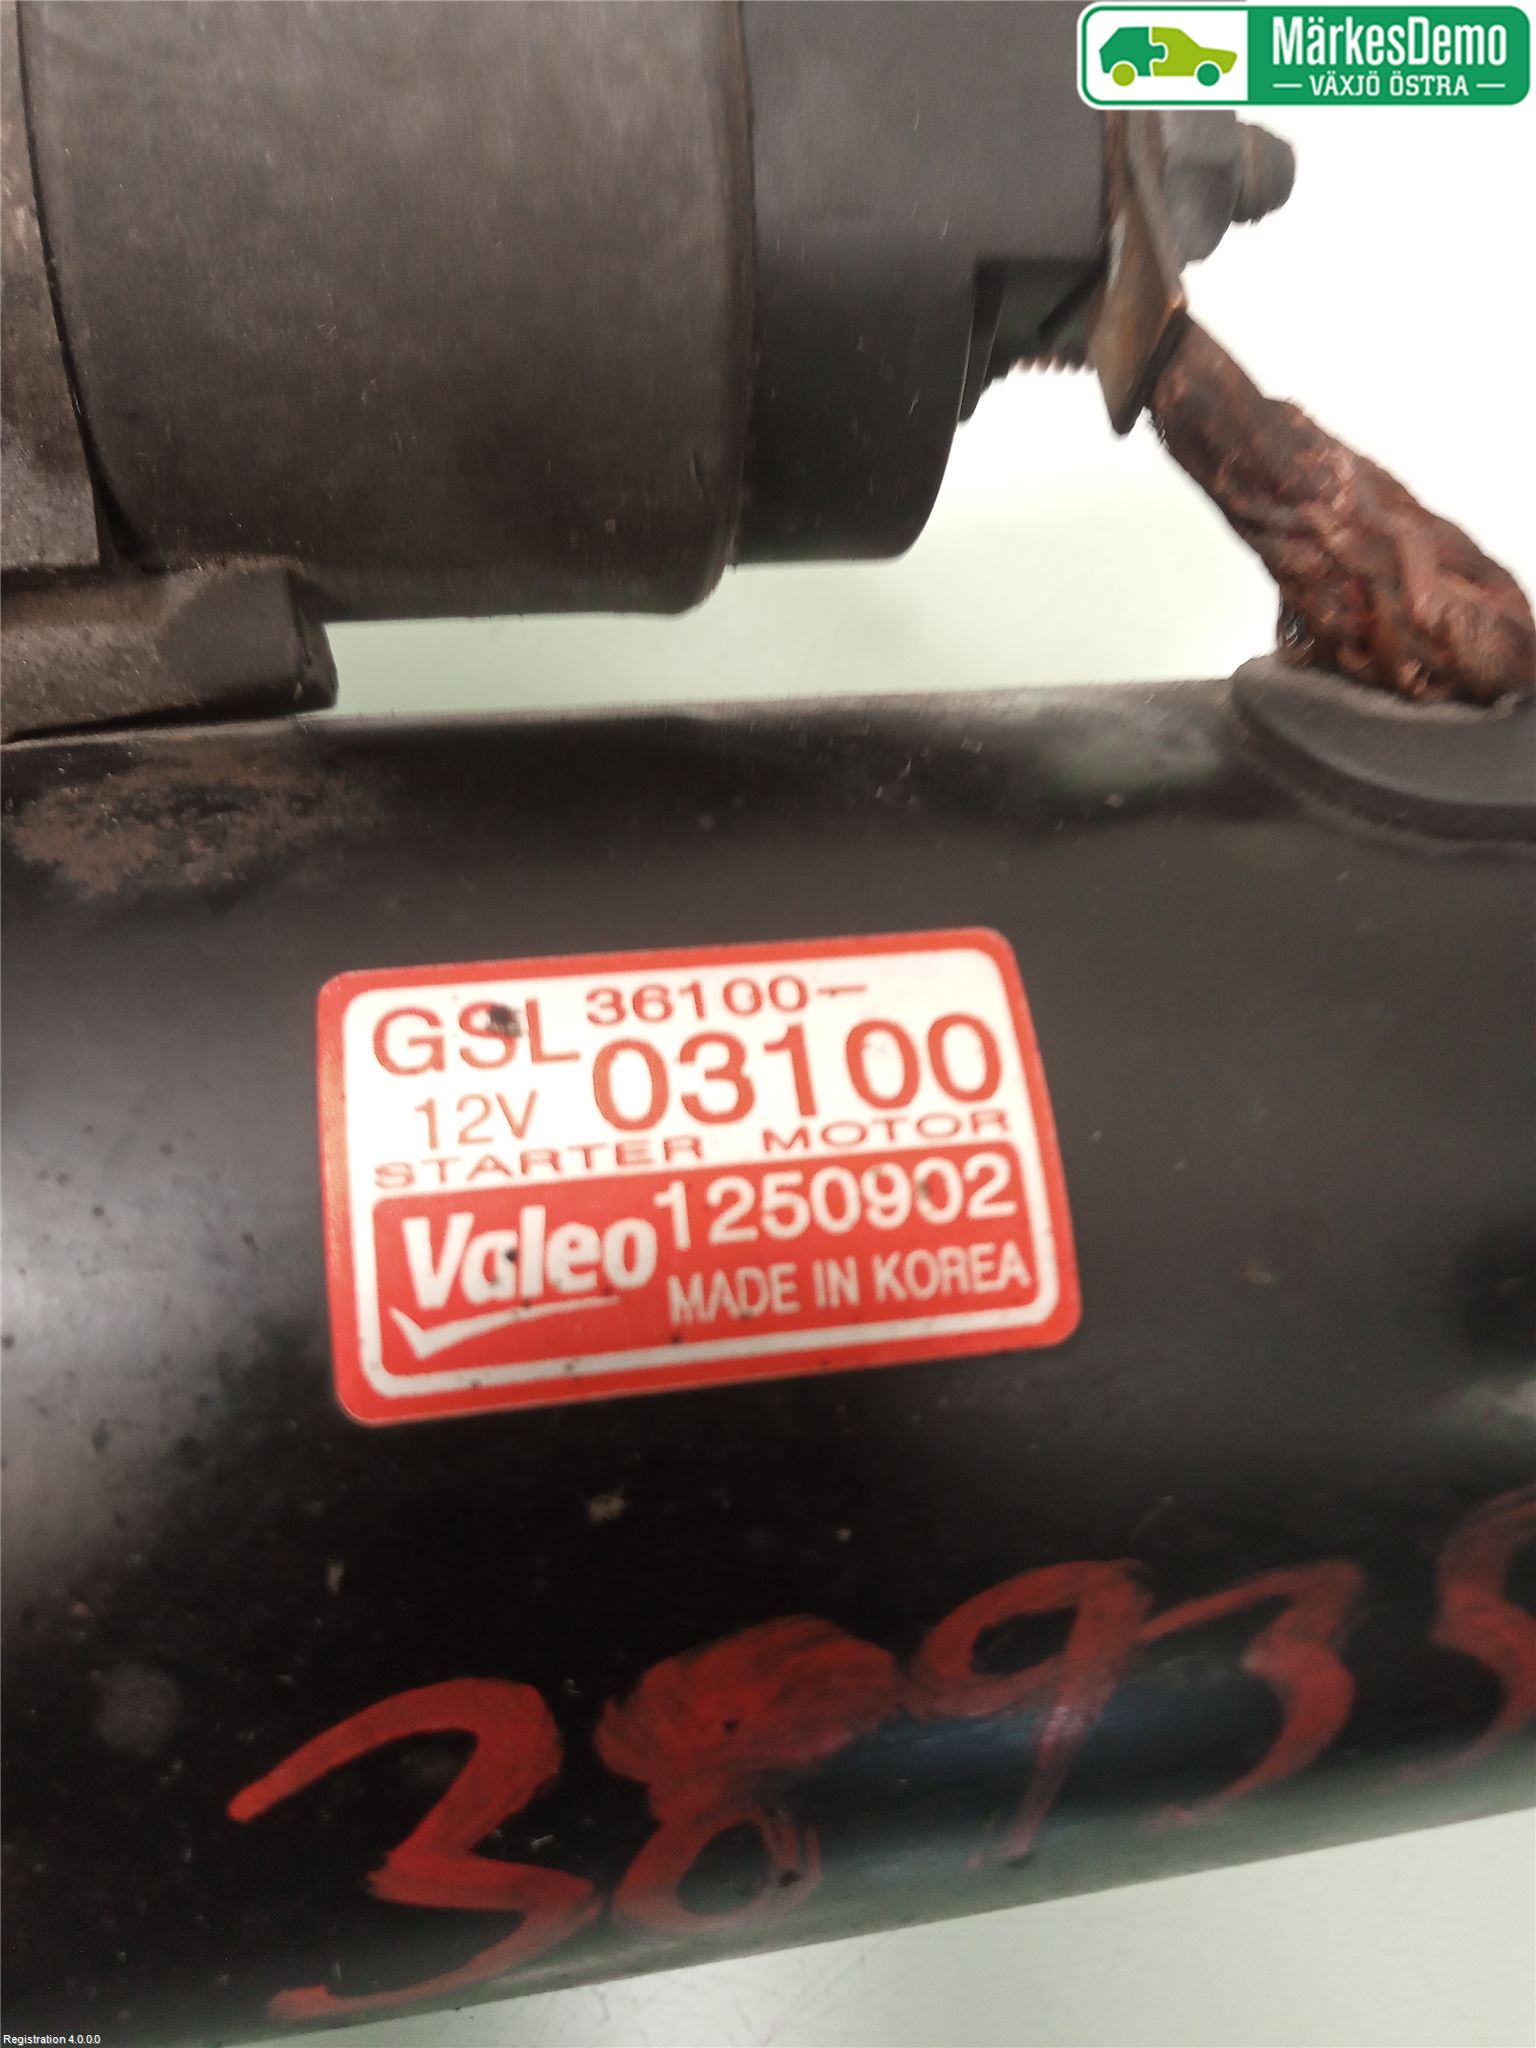 MärkesDemo
VÄXJÖ ÖSTRA
GSL 36100-
12V 03100
STARTER MOTOR
Valeo 1250902
MADE IN KOREA
Registration 4.0.0.0